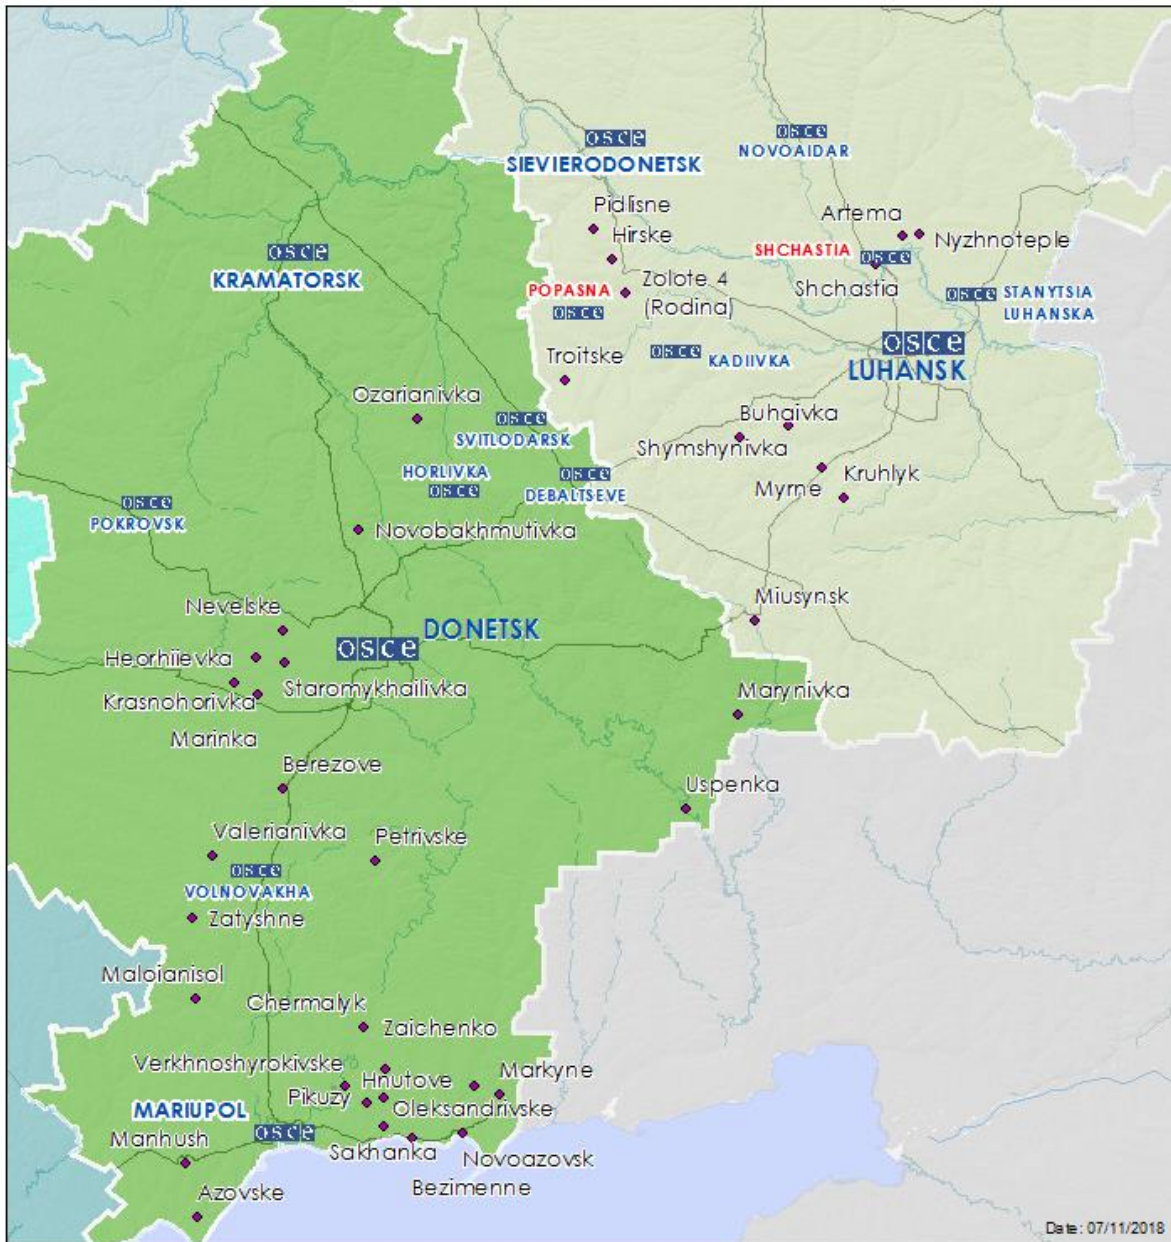 osce
NOVOAIDAR
osce
SIEVIERODONETSK
Pidlisne
Hirske
Artema
Nyzhnoteple
SHCHASTIA
osce
Shchastia
osce
KRAMATORSK
POPASNA
osce
Zolote 4
(Rodina)
osce
STANYTSIA
LUHANSKA
osce
LUHANSK
Troitske
osce
KADIIVKA
Ozarianivka
osce
SVITLODARSK
Buhaivka
Shymshynivka
HORLIVKA
osce
osce
DEBALTSEVE
Myrne
Kruhlyk
osce
POKROVSK
Novobakhmutivka
Nevelske
osce
DONETSK
Miusynsk
Heorhiievka
Staromykhailivka
Krasnohorivka
Marinka
Marynivka
Berezove
Uspenka
Valerianivka
Petrivske
osce
VOLNOVAKHA
Zatyshne
Maloianisol
Chermalyk
Zaichenko
Verkhnoshyrokivske
Hnutove
Markyne
Pikuzy
Oleksandrivske
MARIUPOL
osce
Manhush
Sakhanka
Novoazovsk
Bezimenne
Azovske
Date: 07/11/2018